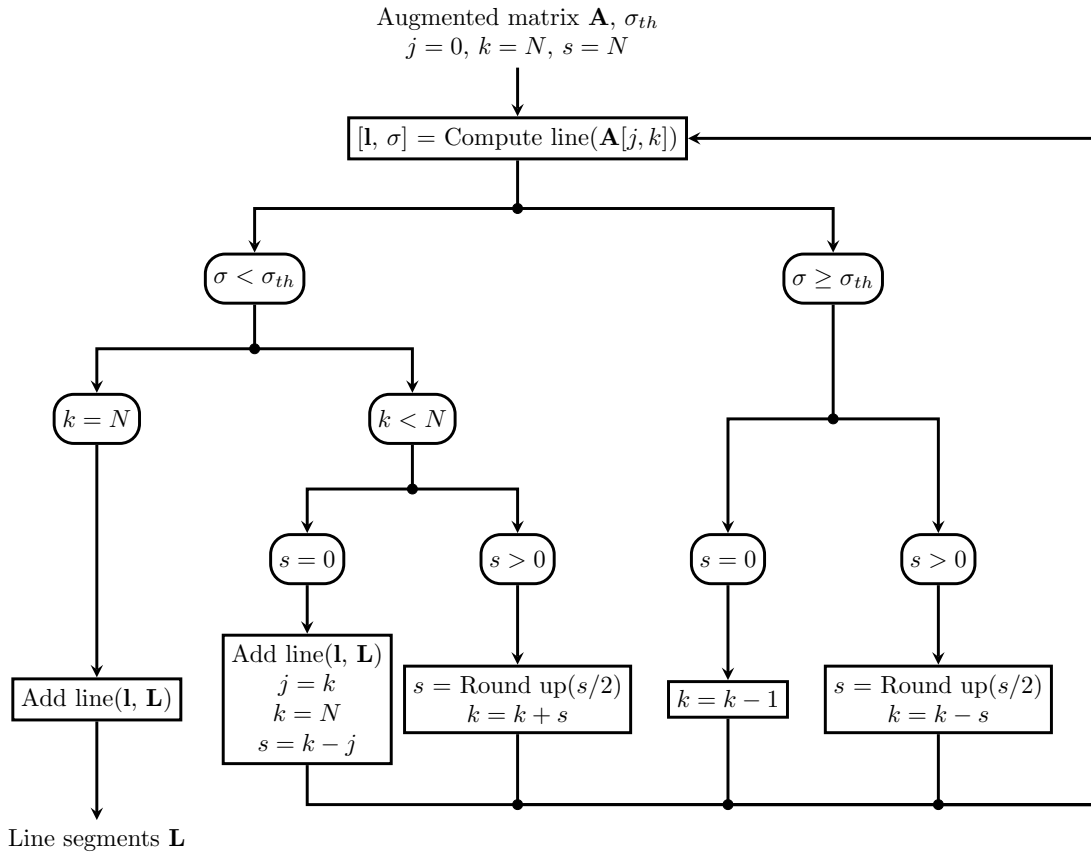 Augmented matrix A, σ_th
j = 0, k = N, s = N
[l, σ] = Compute line(A[j, k])
σ < σ_th
σ ≥ σ_th
k = N
k < N
s = 0
s > 0
s = 0
s > 0
Add line(l, L)
Add line(l, L)
j = k
k = N
s = k − j
s = Round up(s/2)
k = k + s
k = k − 1
s = Round up(s/2)
k = k − s
Line segments L